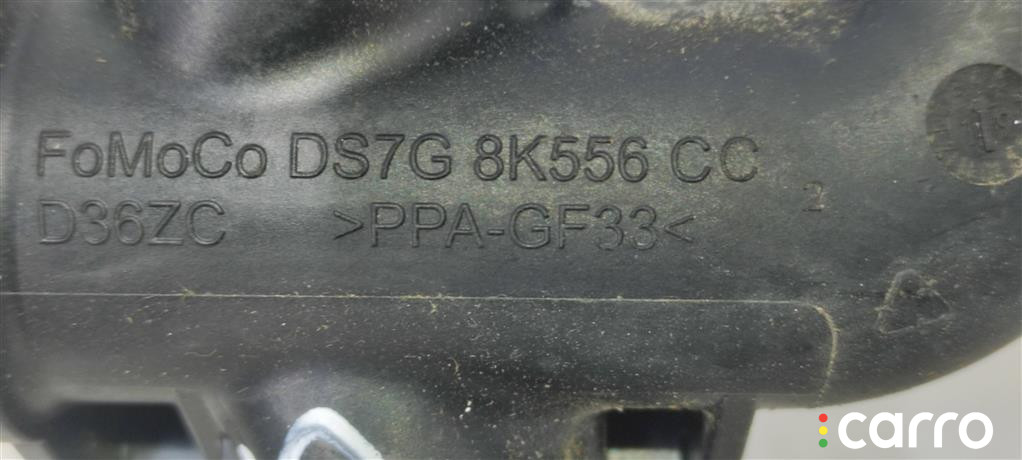 FoMoCo DS7G 8K556 CC
D36ZC >PPA-GF33<
2
carro